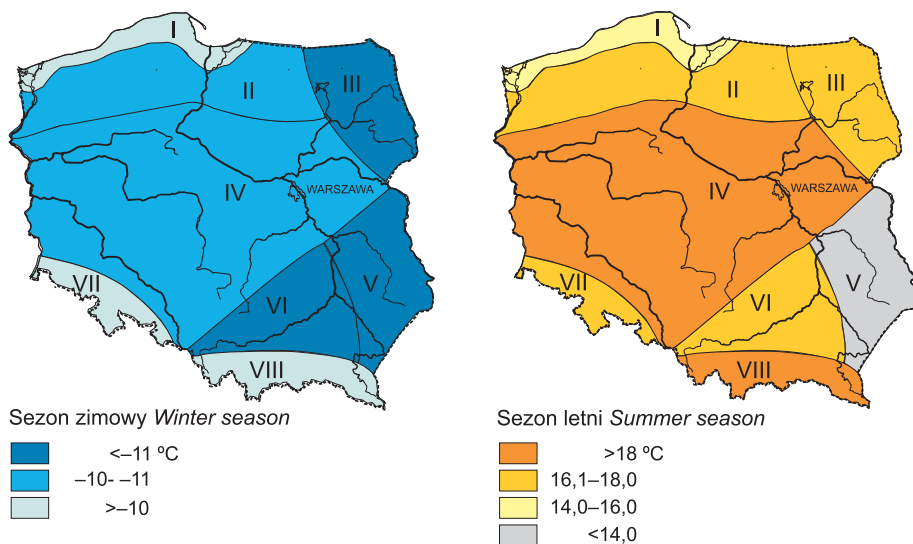 I
II
III
IV
WARSZAWA
V
VI
VII
VIII
Sezon zimowy Winter season
<–11 ºC
–10- –11
>–10
I
II
III
IV
WARSZAWA
V
VI
VII
VIII
Sezon letni Summer season
>18 ºC
16,1–18,0
14,0–16,0
<14,0